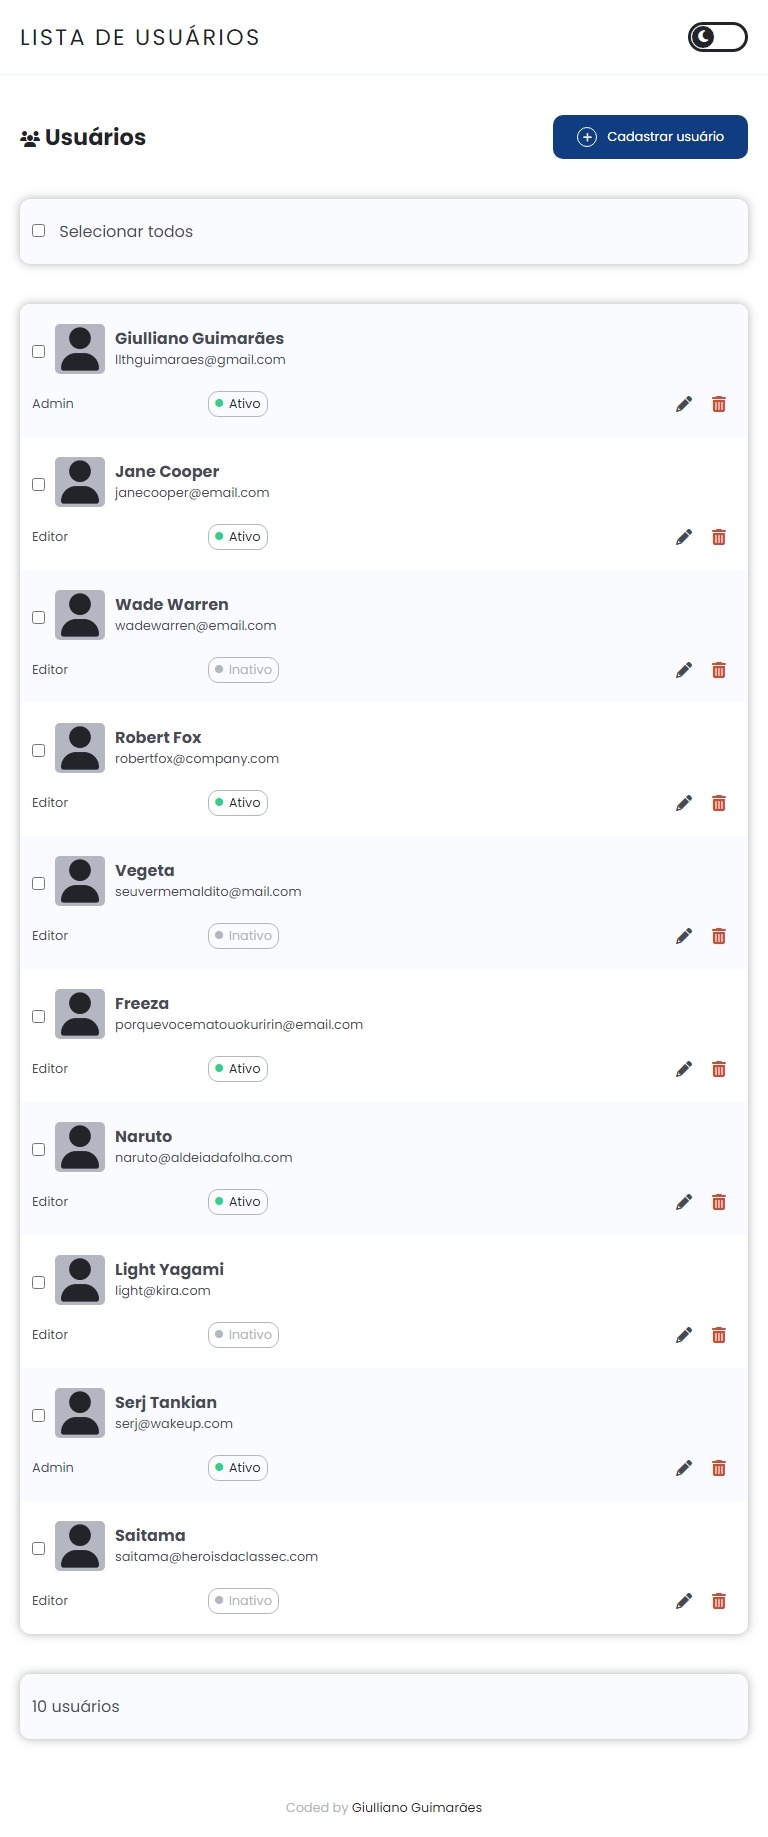 LISTA DE USUÁRIOS
Usuários
Cadastrar usuário
Selecionar todos
Giulliano Guimarães
llthguimaraes@gmail.com
Admin Ativo
Jane Cooper
janecooper@email.com
Editor Ativo
Wade Warren
wadewarren@email.com
Editor Inativo
Robert Fox
robertfox@company.com
Editor Ativo
Vegeta
seuvermemaldito@mail.com
Editor Inativo
Freeza
porquevocematouokuririn@email.com
Editor Ativo
Naruto
naruto@aldeiadafolha.com
Editor Ativo
Light Yagami
light@kira.com
Editor Inativo
Serj Tankian
serj@wakeup.com
Admin Ativo
Saitama
saitama@heroisdaclassec.com
Editor Inativo
10 usuários
Coded by Giulliano Guimarães